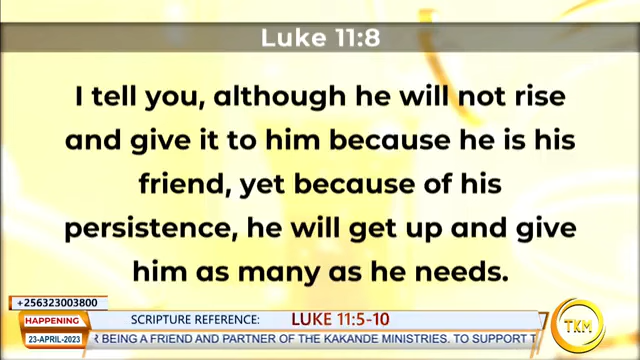 Luke 11:8
I tell you, although he will not rise
and give it to him because he is his
friend, yet because of his
persistence, he will get up and give
him as many as he needs.
+256323003800
HAPPENING
SCRIPTURE REFERENCE: LUKE 11:5-10
TKM
23-APRIL-2023
R BEING A FRIEND AND PARTNER OF THE KAKANDE MINISTRIES. TO SUPPORT T